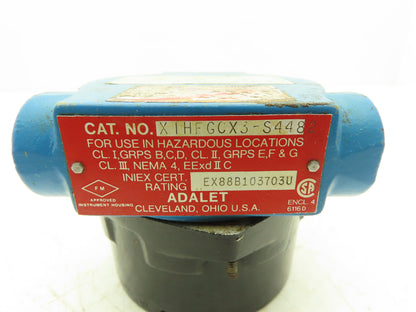 CAT. NO. XIHFGCX3-S448
FOR USE IN HAZARDOUS LOCATIONS
CL. I, GRPS B,C,D, CL. II, GRPS E,F & G
CL. III, NEMA 4, EExd II C
INIEX CERT.
RATING EX88B103703U
ADALET
CLEVELAND, OHIO U.S.A.
FM
APPROVED
INSTRUMENT HOUSING
ENCL. 4
61160